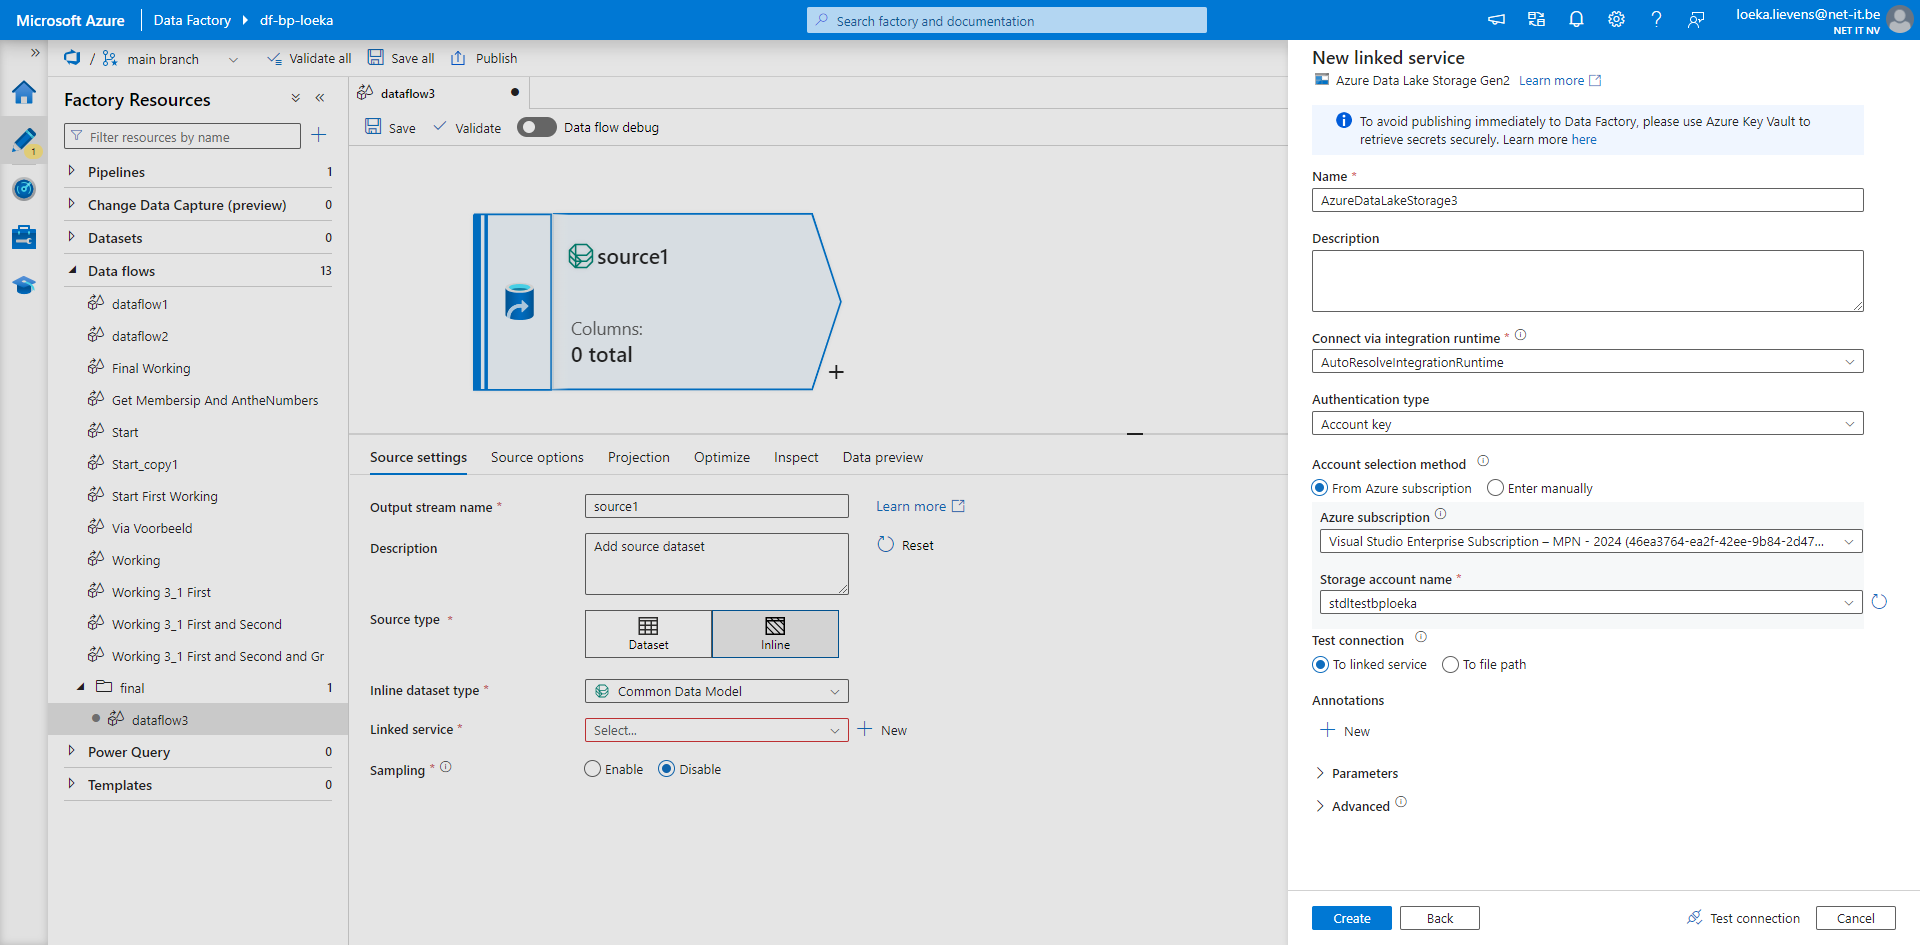 Microsoft Azure
Data Factory
df-bp-loeka
Search factory and documentation
loeka.lievens@net-it.be
NET IT NV
/
main branch
Validate all
Save all
Publish
1
Factory Resources
Filter resources by name
Pipelines 1
Change Data Capture (preview) 0
Datasets 0
Data flows 13
dataflow1
dataflow2
Final Working
Get Membersip And AntheNumbers
Start
Start_copy1
Start First Working
Via Voorbeeld
Working
Working 3_1 First
Working 3_1 First and Second
Working 3_1 First and Second and Gr
final 1
dataflow3
Power Query 0
Templates 0
dataflow3
Save
Validate
Data flow debug
source1
Columns:
0 total
Source settings
Source options
Projection
Optimize
Inspect
Data preview
Output stream name *
source1
Learn more
Description
Add source dataset
Reset
Source type *
Dataset
Inline
Inline dataset type *
Common Data Model
Linked service *
Select...
New
Sampling *
Enable
Disable
New linked service
Azure Data Lake Storage Gen2
Learn more
To avoid publishing immediately to Data Factory, please use Azure Key Vault to
retrieve secrets securely. Learn more here
Name *
AzureDataLakeStorage3
Description
Connect via integration runtime *
AutoResolveIntegrationRuntime
Authentication type
Account key
Account selection method
From Azure subscription
Enter manually
Azure subscription
Visual Studio Enterprise Subscription – MPN - 2024 (46ea3764-ea2f-42ee-9b84-2d47...
Storage account name *
stdltestbploeka
Test connection
To linked service
To file path
Annotations
New
Parameters
Advanced
Create
Back
Test connection
Cancel